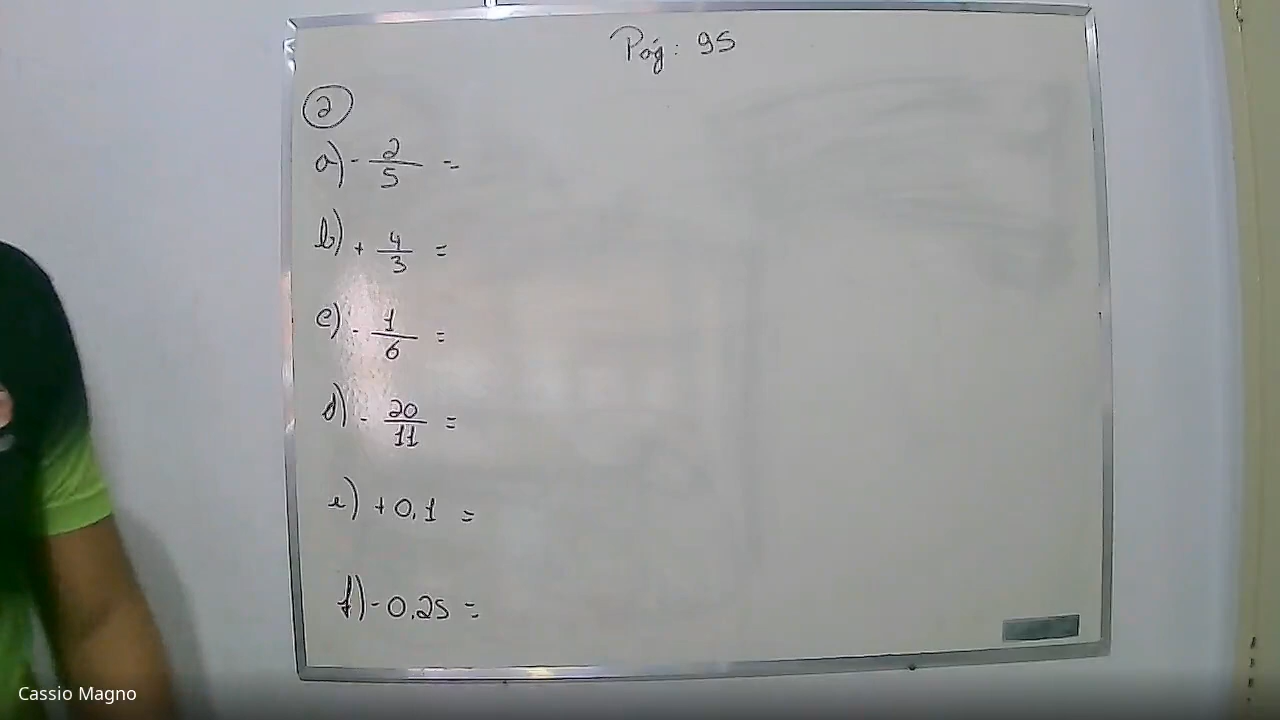 Pág: 95
2
a) - 2/5 =
b) + 4/3 =
c) - 1/6 =
d) - 20/11 =
e) + 0,1 =
f) - 0,25 =
Cassio Magno